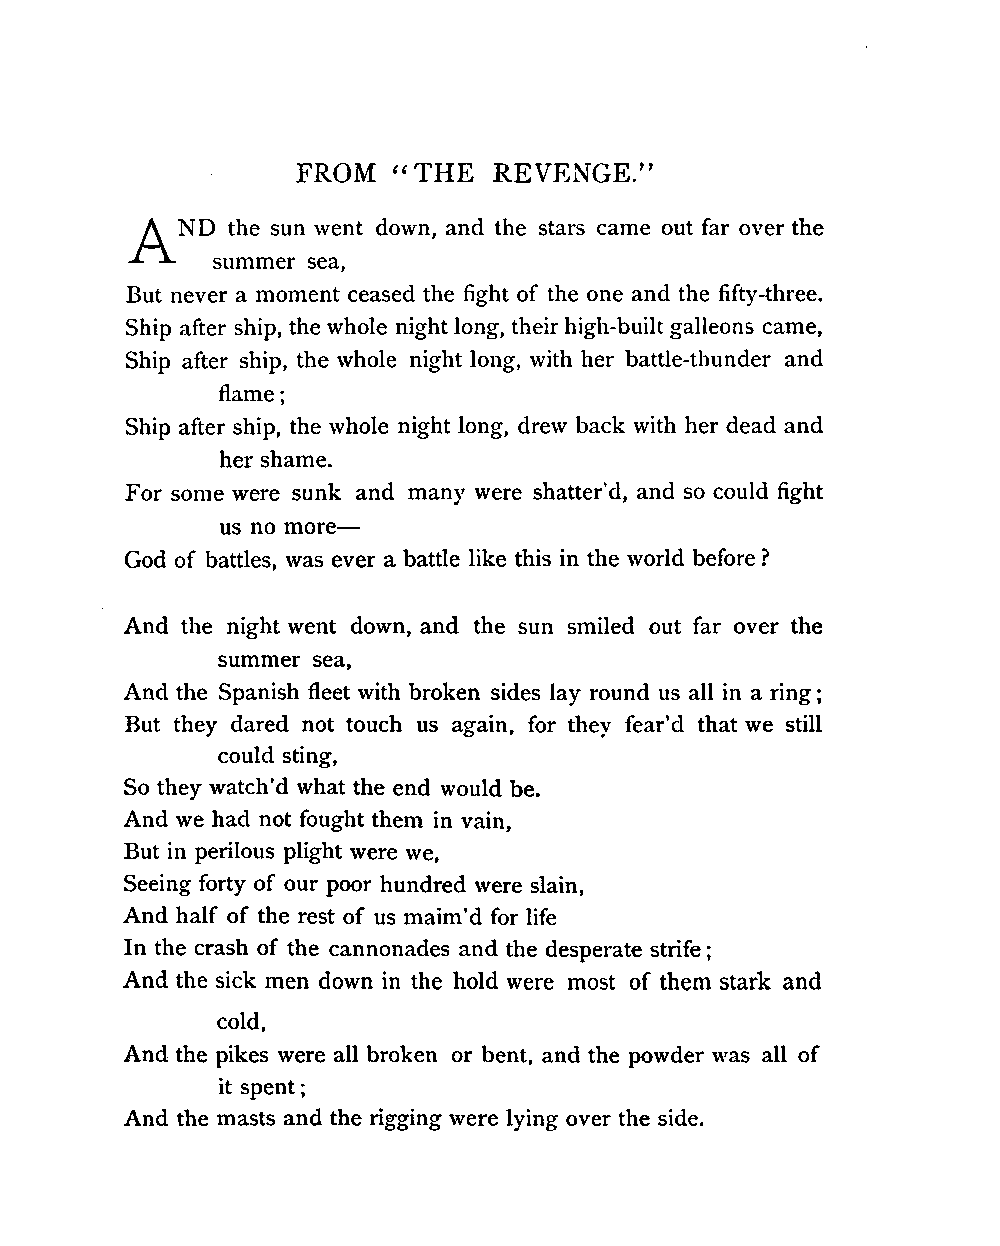 FROM “THE REVENGE.”
AND the sun went down, and the stars came out far over the
summer sea,
But never a moment ceased the fight of the one and the fifty-three.
Ship after ship, the whole night long, their high-built galleons came,
Ship after ship, the whole night long, with her battle-thunder and
flame;
Ship after ship, the whole night long, drew back with her dead and
her shame.
For some were sunk and many were shatter'd, and so could fight
us no more—
God of battles, was ever a battle like this in the world before?
And the night went down, and the sun smiled out far over the
summer sea,
And the Spanish fleet with broken sides lay round us all in a ring;
But they dared not touch us again, for they fear'd that we still
could sting,
So they watch'd what the end would be.
And we had not fought them in vain,
But in perilous plight were we,
Seeing forty of our poor hundred were slain,
And half of the rest of us maim'd for life
In the crash of the cannonades and the desperate strife;
And the sick men down in the hold were most of them stark and
cold,
And the pikes were all broken or bent, and the powder was all of
it spent;
And the masts and the rigging were lying over the side.